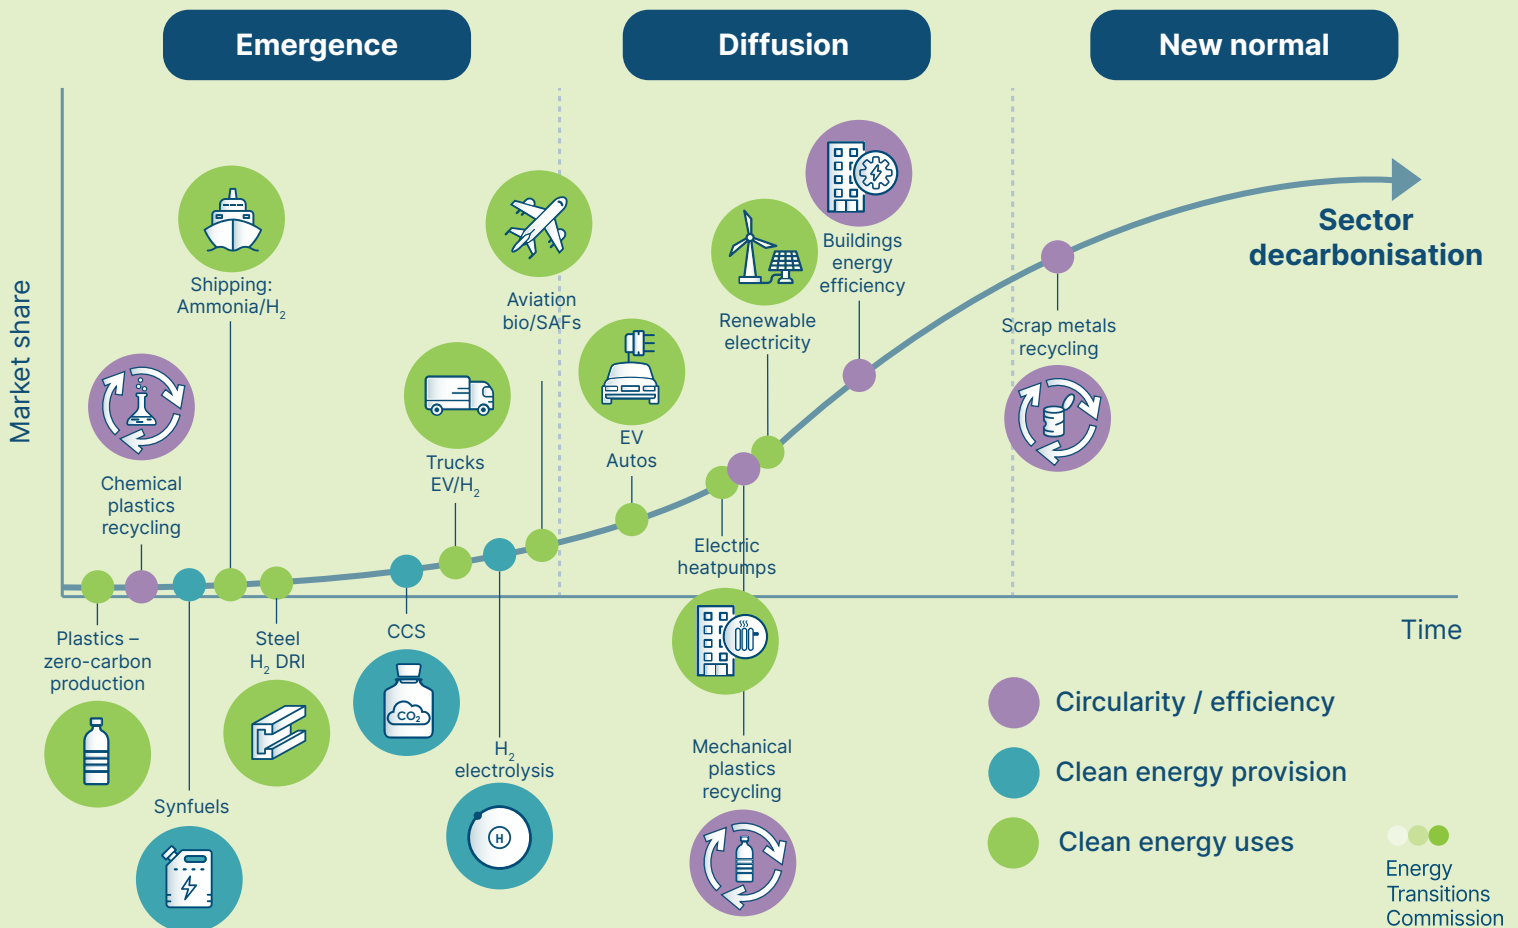 Emergence
Diffusion
New normal
Market share
Shipping:
Ammonia/H₂
Chemical
plastics
recycling
Trucks
EV/H₂
Aviation
bio/SAFs
EV
Autos
Renewable
electricity
Buildings
energy
efficiency
Scrap metals
recycling
Sector
decarbonisation
Plastics –
zero-carbon
production
Synfuels
Steel
H₂ DRI
CCS
CO₂
H₂
electrolysis
H
Electric
heatpumps
Mechanical
plastics
recycling
Time
Circularity / efficiency
Clean energy provision
Clean energy uses
Energy
Transitions
Commission